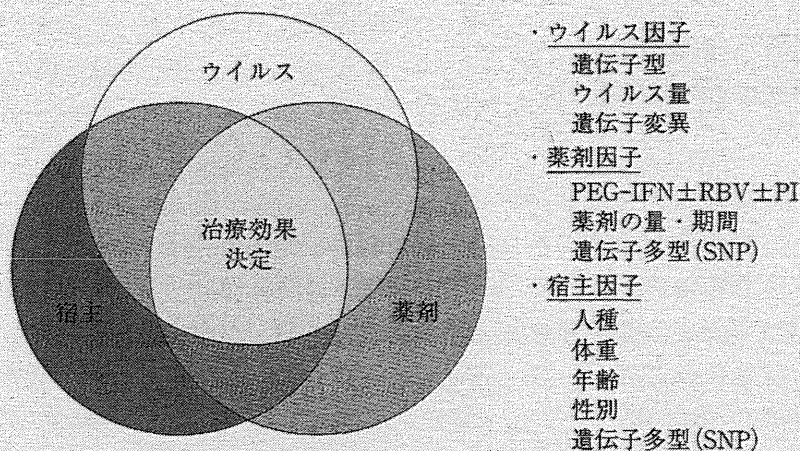 ウイルス
治療効果
決定
宿主
薬剤
・ウイルス因子
遺伝子型
ウイルス量
遺伝子変異
・薬剤因子
PEG-IFN±RBV±PI
薬剤の量・期間
遺伝子多型(SNP)
・宿主因子
人種
体重
年齢
性別
遺伝子多型(SNP)